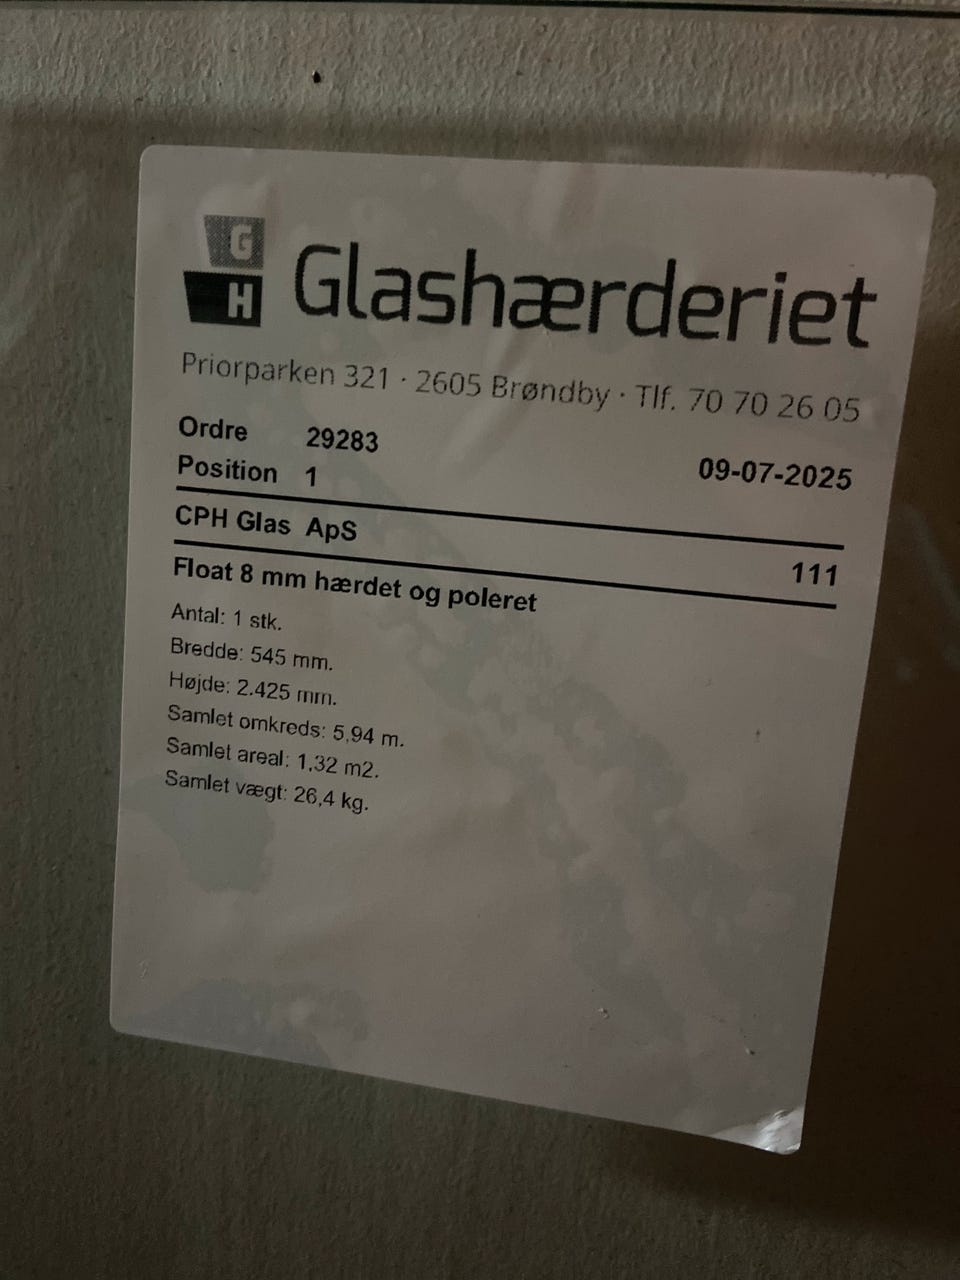 G
H
Glashærderiet
Priorparken 321 · 2605 Brøndby · Tlf. 70 70 26 05
Ordre 29283
09-07-2025
Position 1
CPH Glas ApS
111
Float 8 mm hærdet og poleret
Antal: 1 stk.
Bredde: 545 mm.
Højde: 2.425 mm.
Samlet omkreds: 5,94 m.
Samlet areal: 1,32 m2.
Samlet vægt: 26,4 kg.